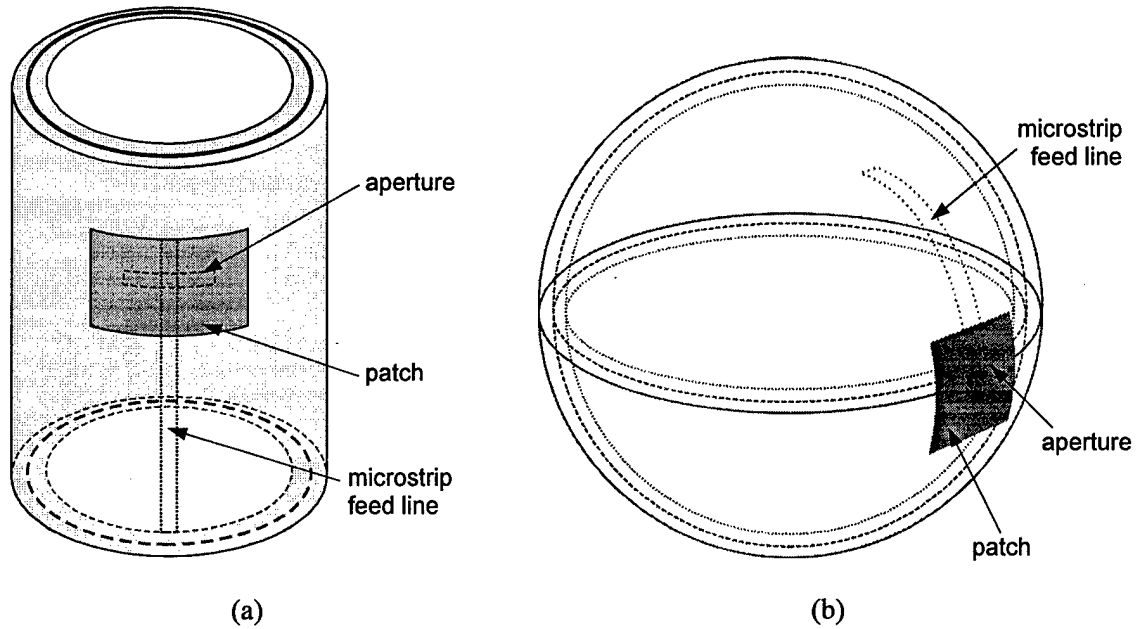 aperture
patch
microstrip
feed line
(a)
microstrip
feed line
aperture
patch
(b)